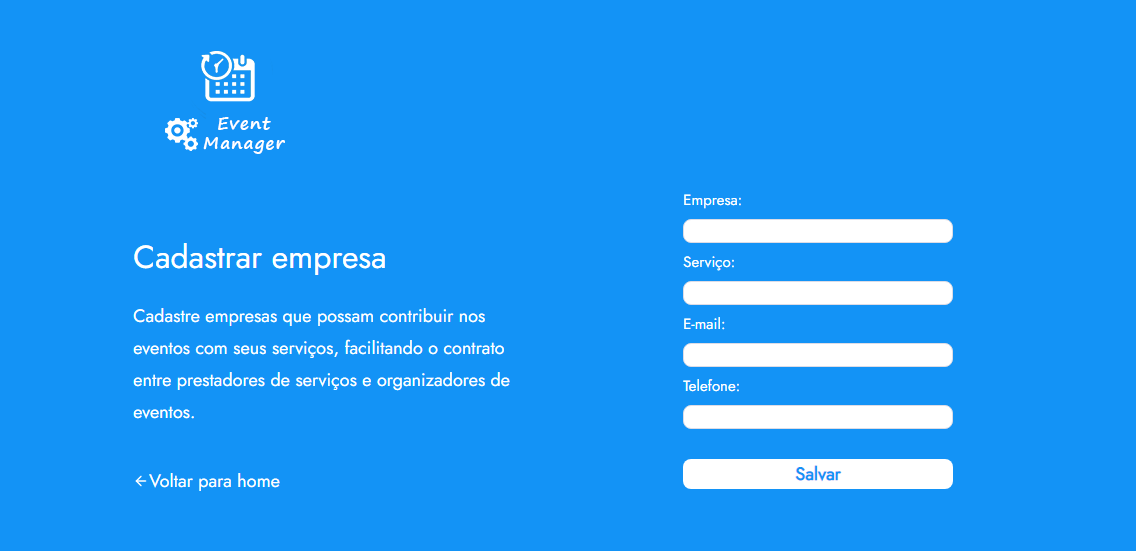 Event
Manager
Cadastrar empresa
Cadastre empresas que possam contribuir nos
eventos com seus serviços, facilitando o contrato
entre prestadores de serviços e organizadores de
eventos.
←Voltar para home
Empresa:
Serviço:
E-mail:
Telefone:
Salvar